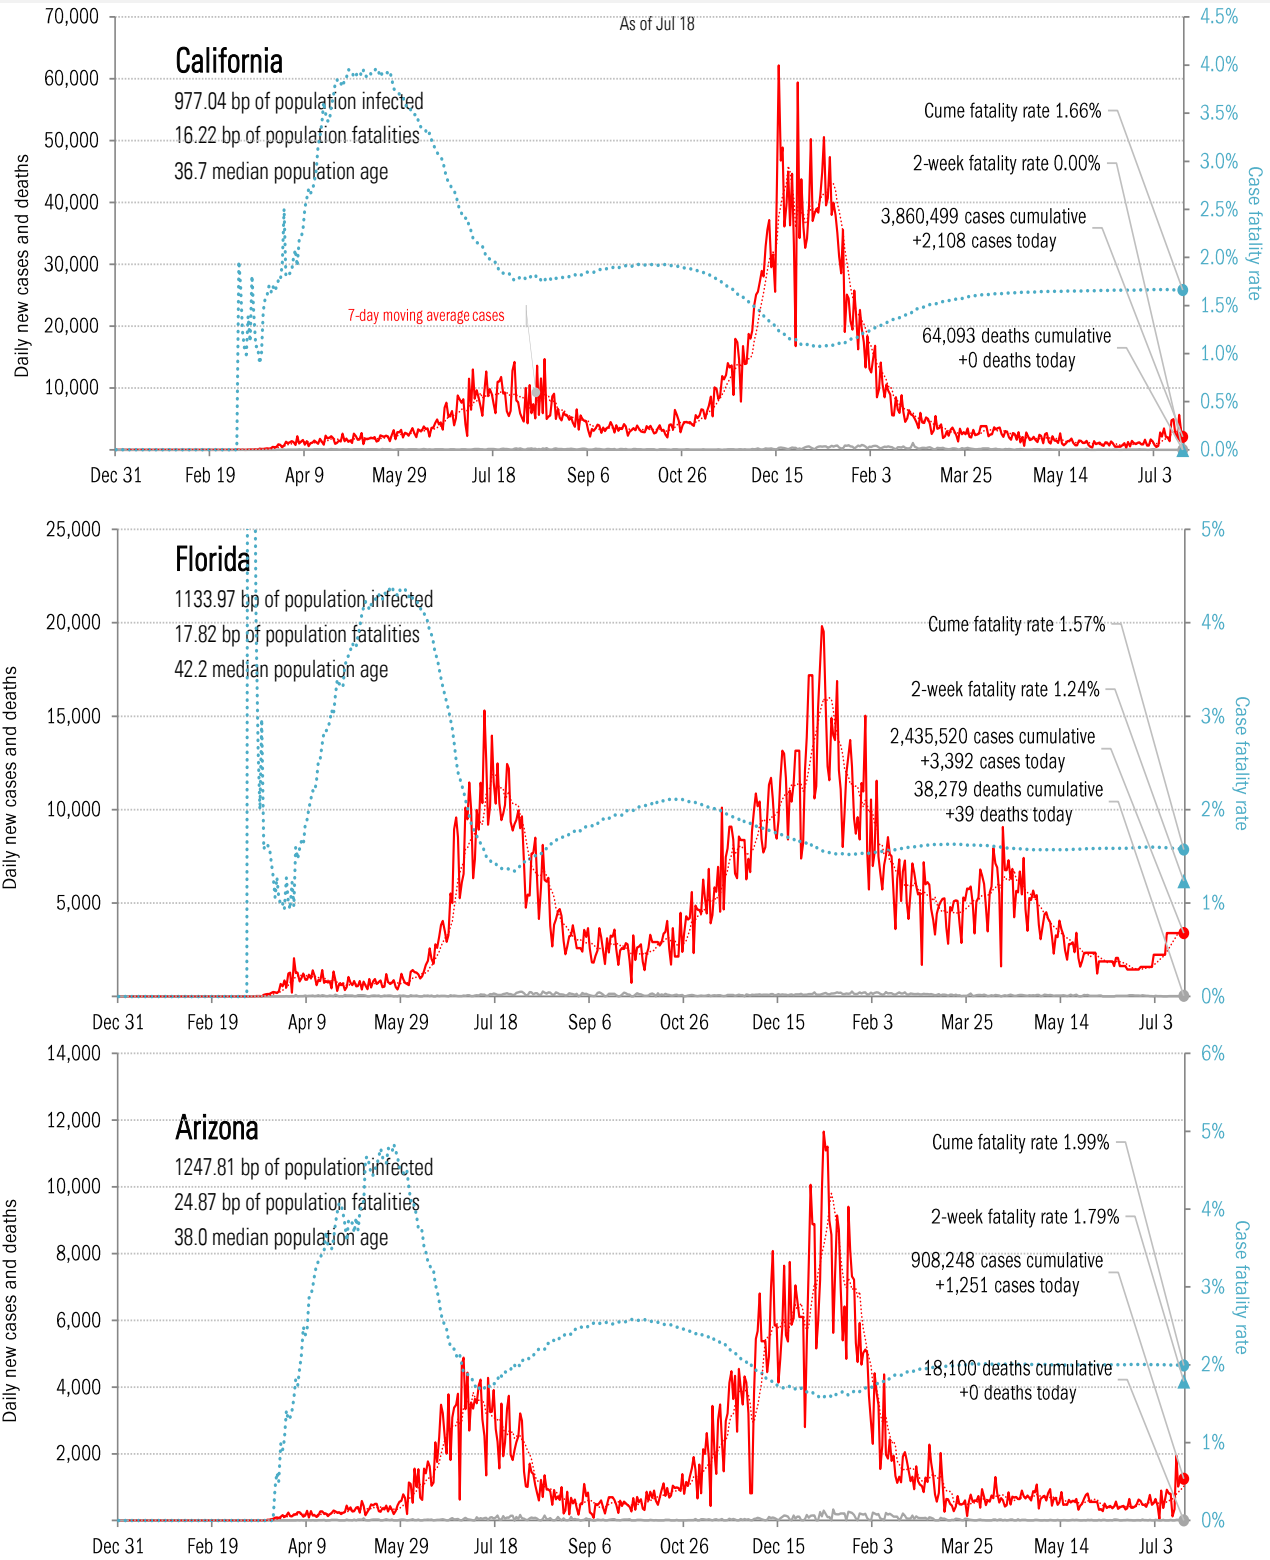 As of Jul 18
70,000
60,000
50,000
40,000
30,000
20,000
10,000
Daily new cases and deaths
California
977.04 bp of population infected
16.22 bp of population fatalities
36.7 median population age
7-day moving average cases
Cume fatality rate 1.66%
2-week fatality rate 0.00%
3,860,499 cases cumulative
+2,108 cases today
64,093 deaths cumulative
+0 deaths today
4.5%
4.0%
3.5%
3.0%
2.5%
2.0%
1.5%
1.0%
0.5%
0.0%
Case fatality rate
Dec 31 Feb 19 Apr 9 May 29 Jul 18 Sep 6 Oct 26 Dec 15 Feb 3 Mar 25 May 14 Jul 3
25,000
20,000
15,000
10,000
5,000
Daily new cases and deaths
Florida
1133.97 bp of population infected
17.82 bp of population fatalities
42.2 median population age
Cume fatality rate 1.57%
2-week fatality rate 1.24%
2,435,520 cases cumulative
+3,392 cases today
38,279 deaths cumulative
+39 deaths today
5%
4%
3%
2%
1%
0%
Case fatality rate
Dec 31 Feb 19 Apr 9 May 29 Jul 18 Sep 6 Oct 26 Dec 15 Feb 3 Mar 25 May 14 Jul 3
14,000
12,000
10,000
8,000
6,000
4,000
2,000
Daily new cases and deaths
Arizona
1247.81 bp of population infected
24.87 bp of population fatalities
38.0 median population age
Cume fatality rate 1.99%
2-week fatality rate 1.79%
908,248 cases cumulative
+1,251 cases today
18,100 deaths cumulative
+0 deaths today
6%
5%
4%
3%
2%
1%
0%
Case fatality rate
Dec 31 Feb 19 Apr 9 May 29 Jul 18 Sep 6 Oct 26 Dec 15 Feb 3 Mar 25 May 14 Jul 3